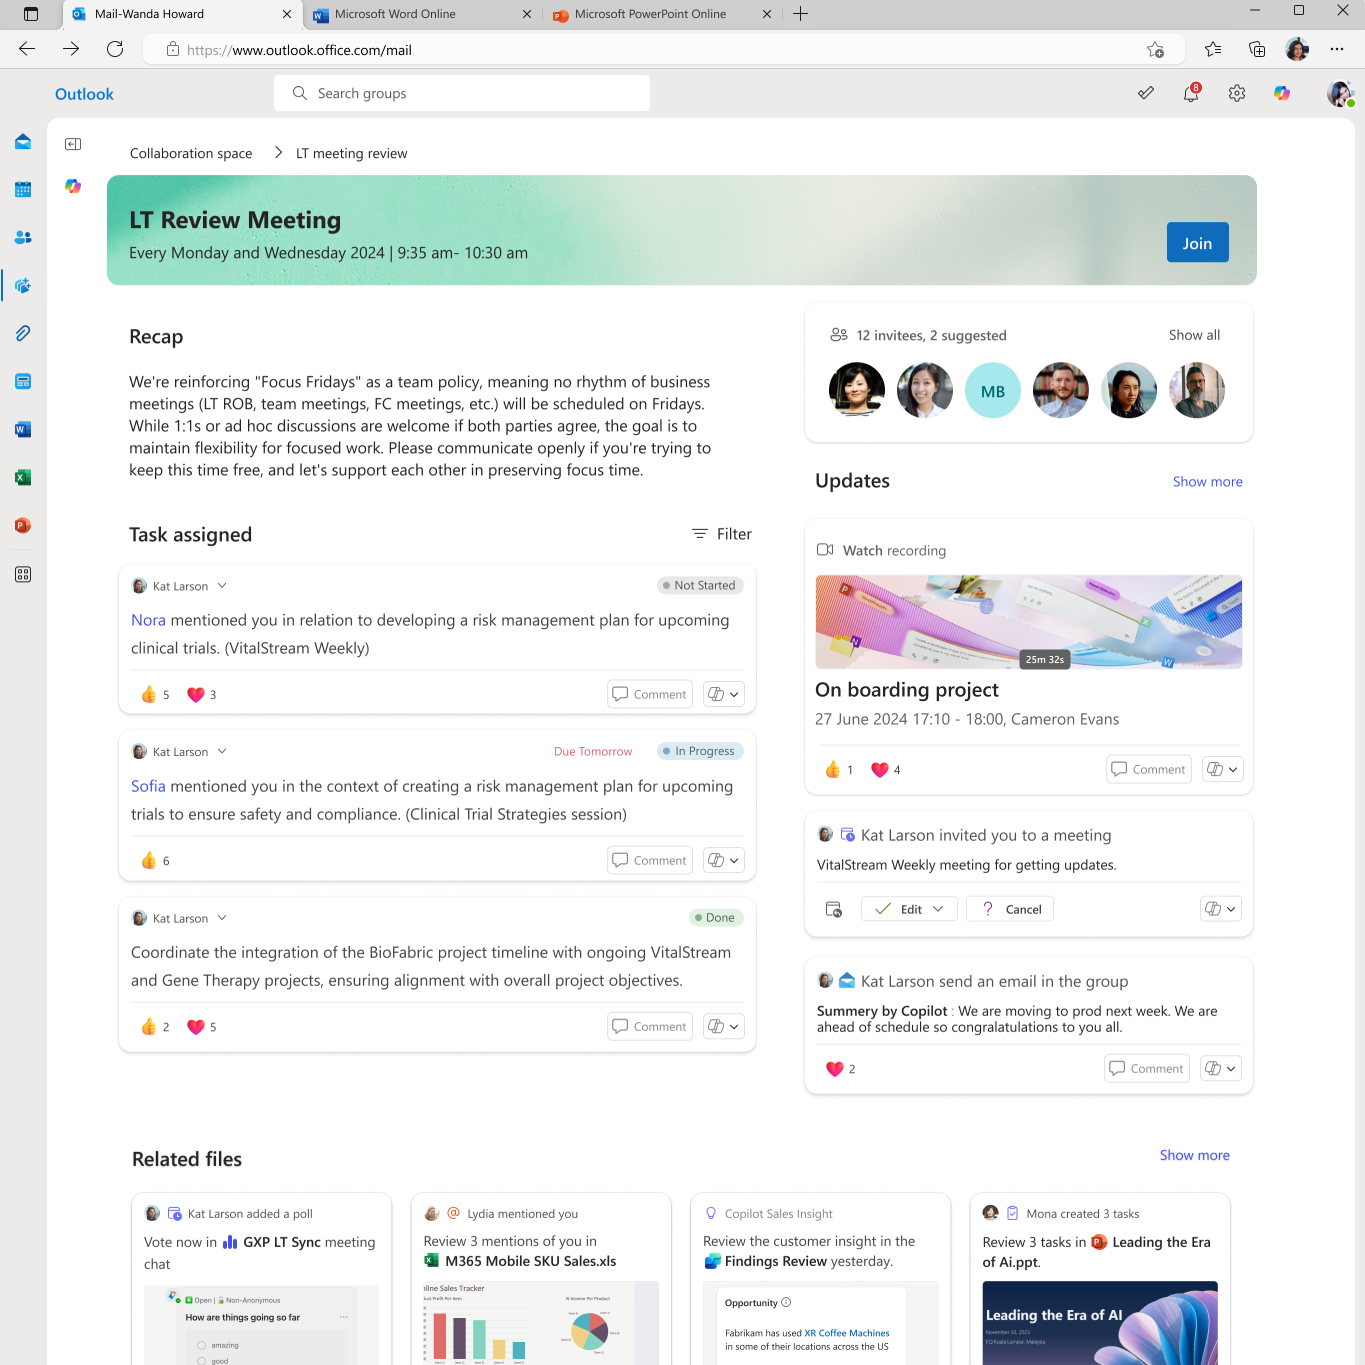 Mail-Wanda Howard
Microsoft Word Online
Microsoft PowerPoint Online
https://www.outlook.office.com/mail
Outlook
Search groups
8
Collaboration space
LT meeting review
LT Review Meeting
Every Monday and Wednesday 2024 | 9:35 am- 10:30 am
Join
Recap
We're reinforcing "Focus Fridays" as a team policy, meaning no rhythm of business
meetings (LT ROB, team meetings, FC meetings, etc.) will be scheduled on Fridays.
While 1:1s or ad hoc discussions are welcome if both parties agree, the goal is to
maintain flexibility for focused work. Please communicate openly if you're trying to
keep this time free, and let's support each other in preserving focus time.
Task assigned
Filter
Kat Larson
Not Started
Nora mentioned you in relation to developing a risk management plan for upcoming
clinical trials. (VitalStream Weekly)
5
3
Comment
Kat Larson
Due Tomorrow
In Progress
Sofia mentioned you in the context of creating a risk management plan for upcoming
trials to ensure safety and compliance. (Clinical Trial Strategies session)
6
Comment
Kat Larson
Done
Coordinate the integration of the BioFabric project timeline with ongoing VitalStream
and Gene Therapy projects, ensuring alignment with overall project objectives.
2
5
Comment
12 invitees, 2 suggested
Show all
MB
Updates
Show more
Watch recording
25m 32s
On boarding project
27 June 2024 17:10 - 18:00, Cameron Evans
1
4
Comment
Kat Larson invited you to a meeting
VitalStream Weekly meeting for getting updates.
Edit
Cancel
Kat Larson send an email in the group
Summery by Copilot : We are moving to prod next week. We are
ahead of schedule so congralatulations to you all.
2
Comment
Related files
Show more
Kat Larson added a poll
Vote now in GXP LT Sync meeting
chat
Open | Non-Anonymous
How are things going so far
amazing
good
Lydia mentioned you
Review 3 mentions of you in
M365 Mobile SKU Sales.xls
nline Sales Tracker
% Income Per Product
Copilot Sales Insight
Review the customer insight in the
Findings Review yesterday.
Opportunity
Fabrikam has used XR Coffee Machines
in some of their locations across the US
Mona created 3 tasks
Review 3 tasks in Leading the Era
of Ai.ppt.
Leading the Era of AI
November 30, 2023
EQ Kuala Lumpur, Malaysia